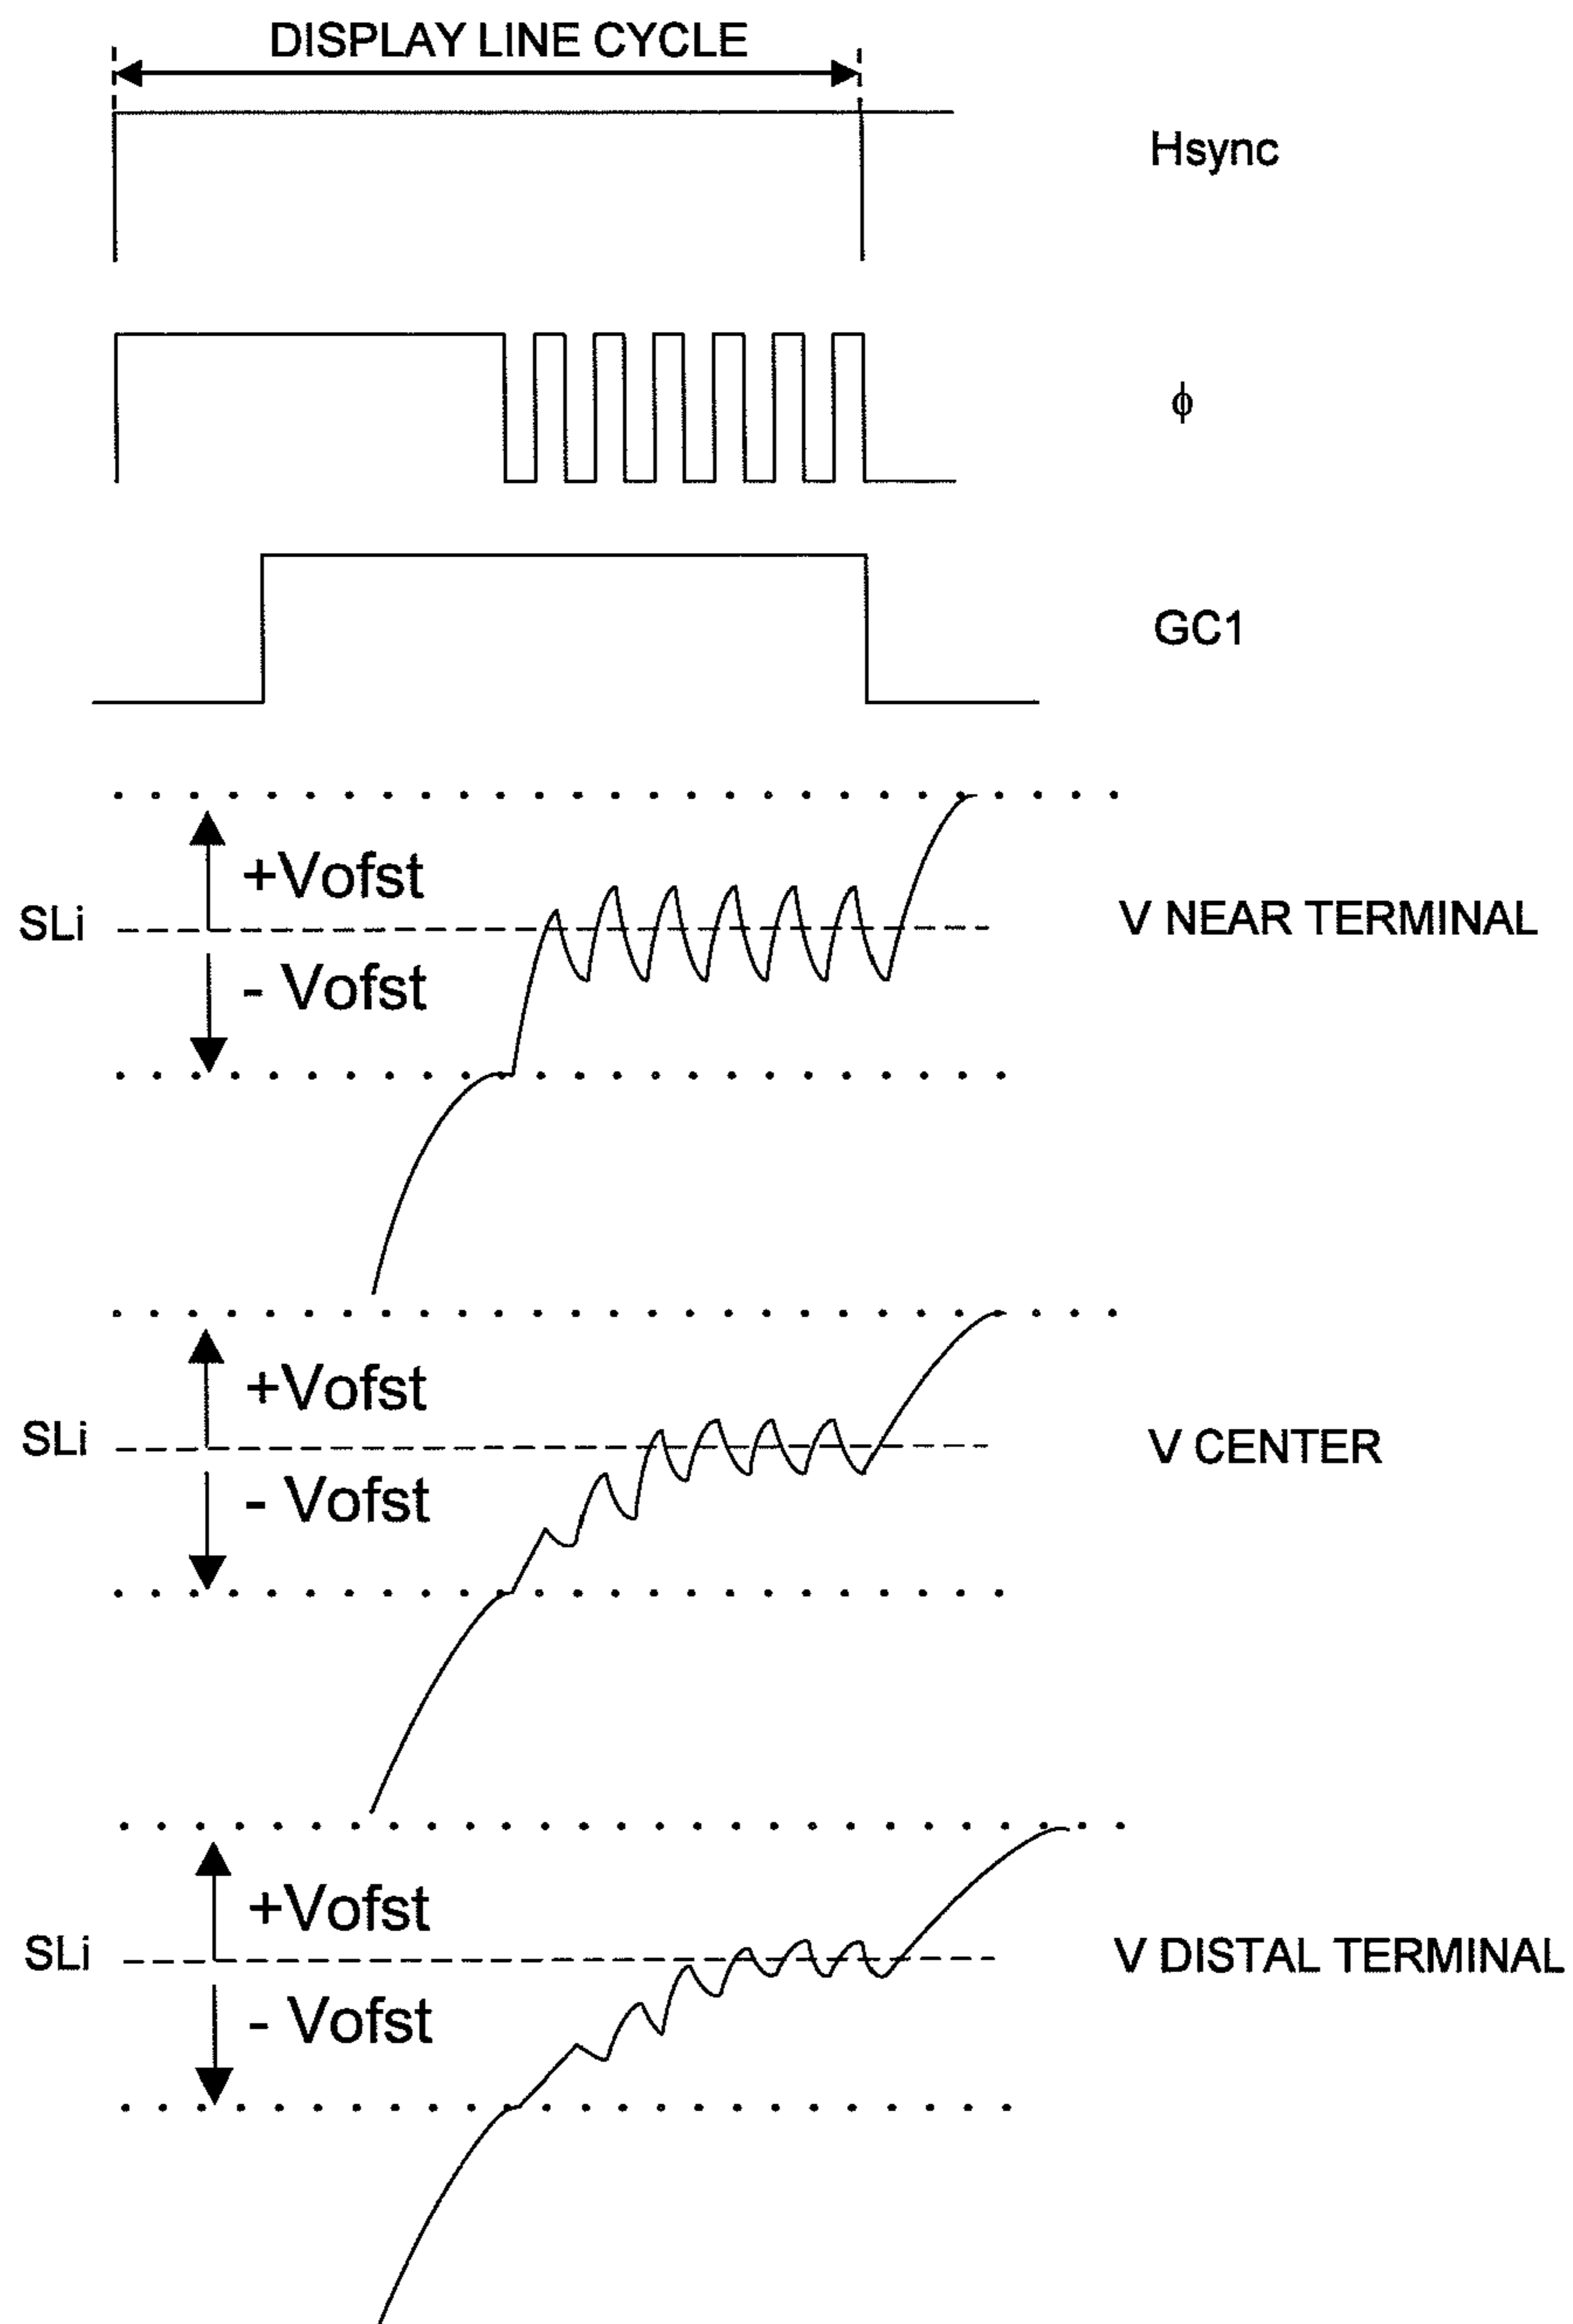 DISPLAY LINE CYCLE
Hsync
ϕ
GC1
+Vofst
SLi
V NEAR TERMINAL
- Vofst
+Vofst
SLi
V CENTER
- Vofst
+Vofst
SLi
V DISTAL TERMINAL
- Vofst